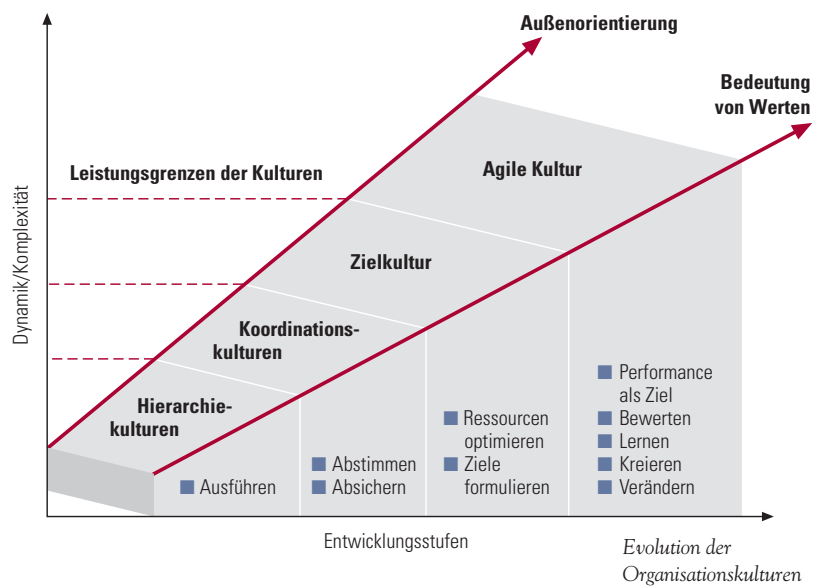 Außenorientierung
Bedeutung
von Werten
Leistungsgrenzen der Kulturen
Agile Kultur
Zielkultur
Koordinations-
kulturen
Hierarchie-
kulturen
Dynamik/Komplexität
■ Ausführen
■ Abstimmen
■ Absichern
■ Ressourcen
optimieren
■ Ziele
formulieren
■ Performance
als Ziel
■ Bewerten
■ Lernen
■ Kreieren
■ Verändern
Entwicklungsstufen
Evolution der
Organisationskulturen